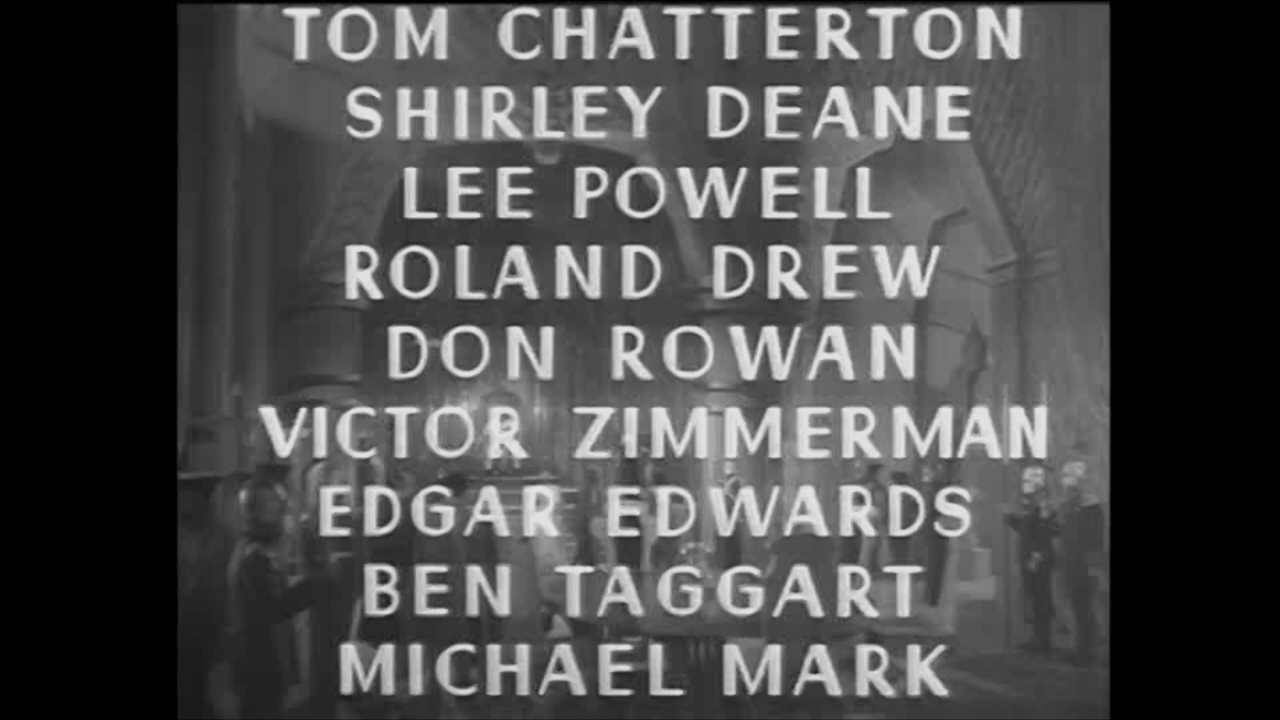 TOM CHATTERTON
SHIRLEY DEANE
LEE POWELL
ROLAND DREW
DON ROWAN
VICTOR ZIMMERMAN
EDGAR EDWARDS
BEN TAGGART
MICHAEL MARK